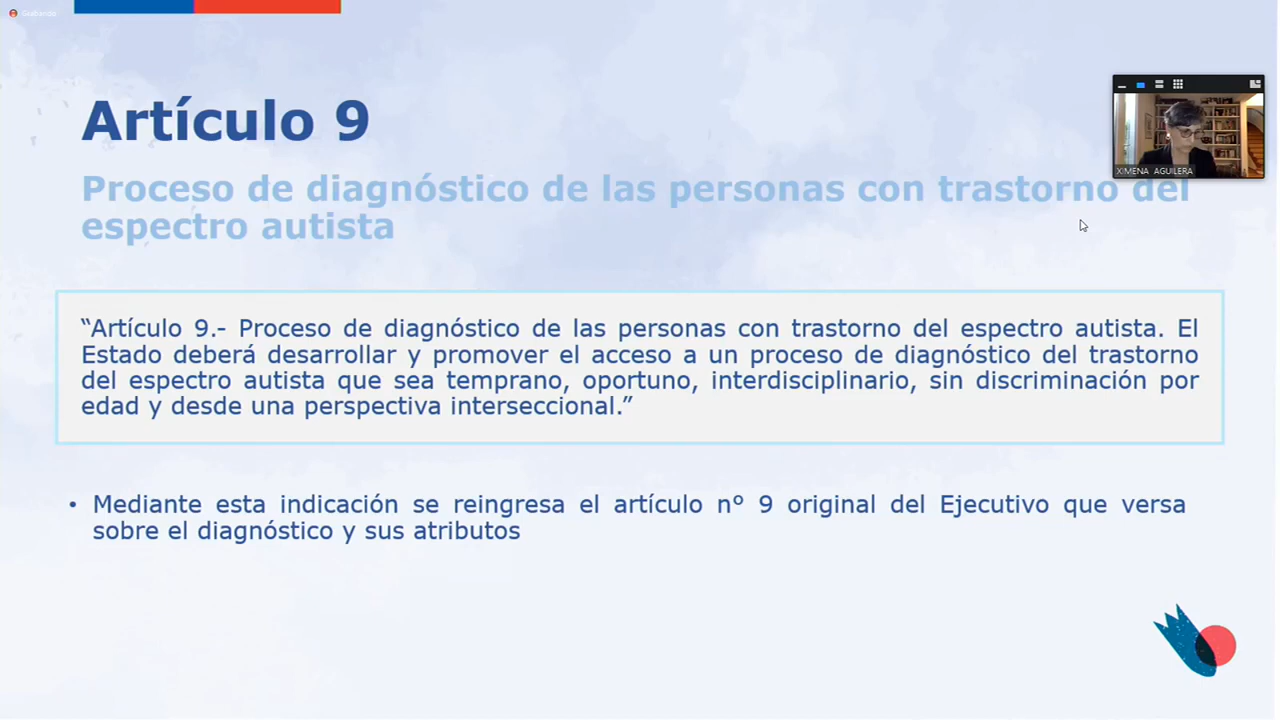 Grabando
Artículo 9
Proceso de diagnóstico de las personas con trastorno del
espectro autista
XIMENA AGUILERA
“Artículo 9.- Proceso de diagnóstico de las personas con trastorno del espectro autista. El
Estado deberá desarrollar y promover el acceso a un proceso de diagnóstico del trastorno
del espectro autista que sea temprano, oportuno, interdisciplinario, sin discriminación por
edad y desde una perspectiva interseccional.”
• Mediante esta indicación se reingresa el artículo n° 9 original del Ejecutivo que versa
sobre el diagnóstico y sus atributos